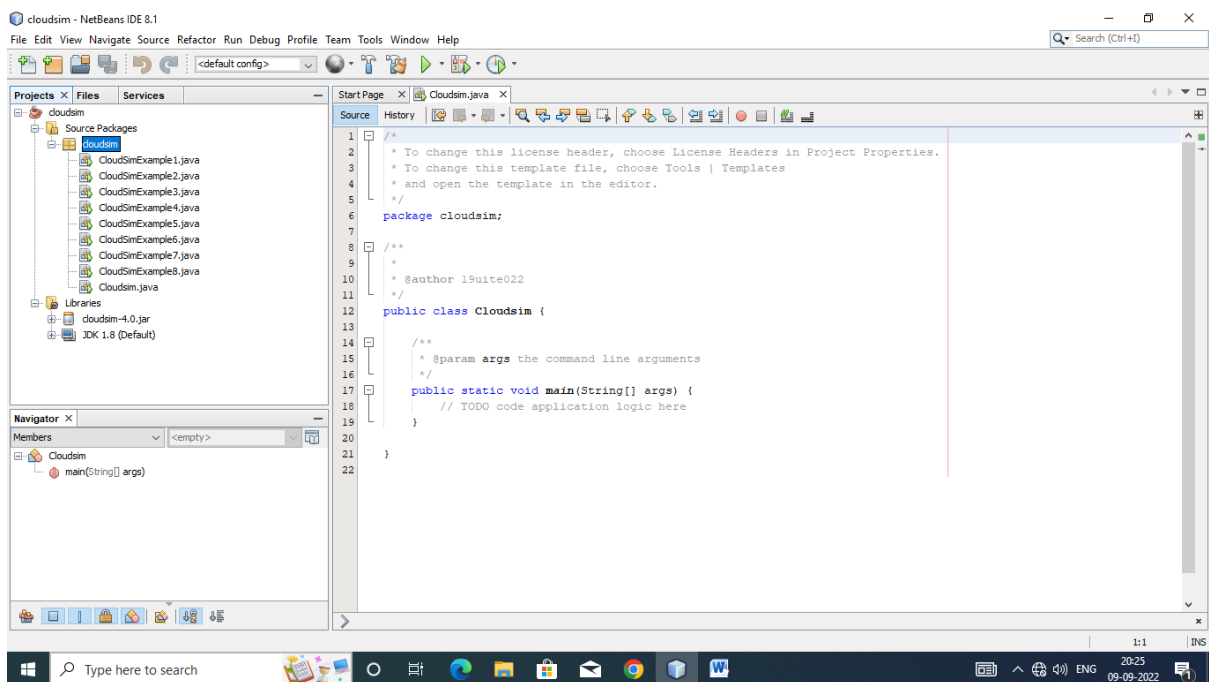 cloudsim - NetBeans IDE 8.1
File Edit View Navigate Source Refactor Run Debug Profile Team Tools Window Help
Search (Ctrl+I)
<default config>
Projects Files Services
cloudsim
Source Packages
cloudsim
CloudSimExample1.java
CloudSimExample2.java
CloudSimExample3.java
CloudSimExample4.java
CloudSimExample5.java
CloudSimExample6.java
CloudSimExample7.java
CloudSimExample8.java
Cloudsim.java
Libraries
cloudsim-4.0.jar
JDK 1.8 (Default)
Navigator
Members <empty>
Cloudsim
main(String[] args)
Start Page Cloudsim.java
Source History
1 /*
2 * To change this license header, choose License Headers in Project Properties.
3 * To change this template file, choose Tools | Templates
4 * and open the template in the editor.
5 */
6 package cloudsim;
7
8 /**
9 *
10 * @author 19uite022
11 */
12 public class Cloudsim {
13
14 /**
15 * @param args the command line arguments
16 */
17 public static void main(String[] args) {
18 // TODO code application logic here
19 }
20
21 }
22
1:1 INS
Type here to search
ENG
20:25
09-09-2022